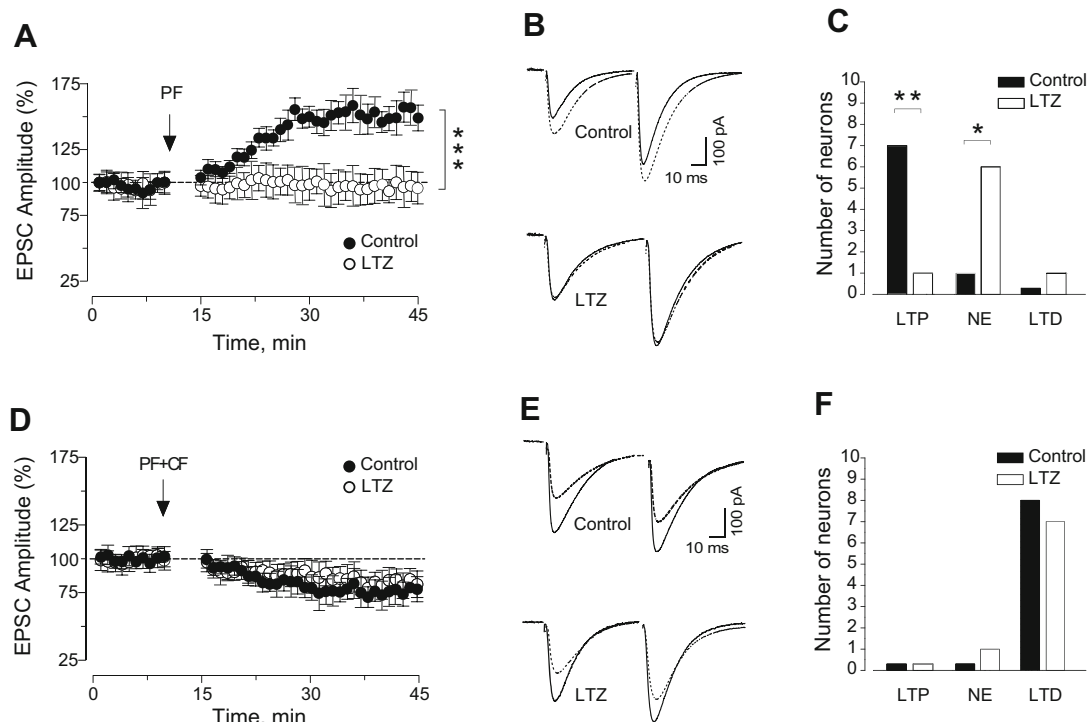 A
EPSC Amplitude (%)
175
125
100
75
25
PF
***
Control
LTZ
0
15
30
45
Time, min
B
Control
100 pA
10 ms
LTZ
C
Number of neurons
10
9
8
7
6
5
4
3
2
1
0
Control
LTZ
**
*
LTP
NE
LTD
D
EPSC Amplitude (%)
175
125
100
75
25
PF+CF
Control
LTZ
0
15
30
45
Time, min
E
Control
100 pA
10 ms
LTZ
F
Number of neurons
10
9
8
7
6
5
4
3
2
1
0
Control
LTZ
LTP
NE
LTD